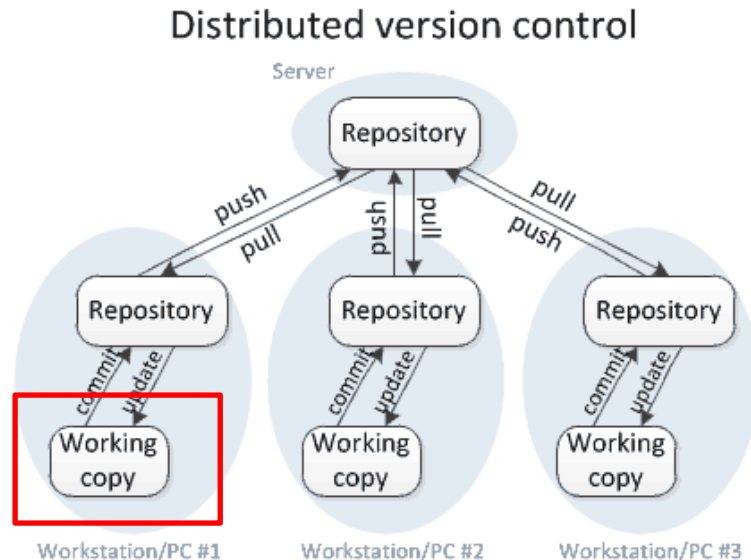 Distributed version control
Server
Repository
push
pull
push
pull
pull
push
Repository
Repository
Repository
commit
update
commit
update
commit
update
Working
copy
Working
copy
Working
copy
Workstation/PC #1
Workstation/PC #2
Workstation/PC #3